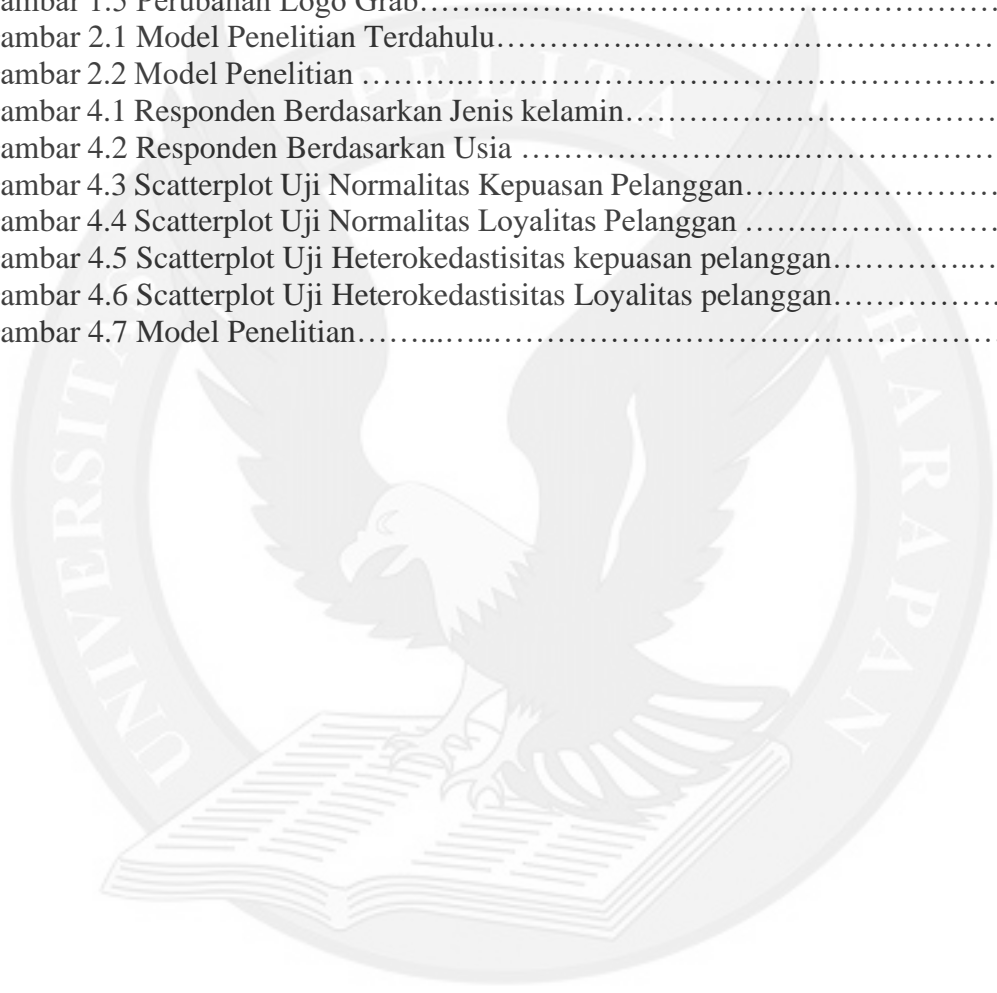 ambar 1.5 Perubahan Logo Grab……...…………………………………………
ambar 2.1 Model Penelitian Terdahulu………….………………………………
ambar 2.2 Model Penelitian ……….……………………………………………
ambar 4.1 Responden Berdasarkan Jenis kelamin………………………………
ambar 4.2 Responden Berdasarkan Usia ……………………..…………………
ambar 4.3 Scatterplot Uji Normalitas Kepuasan Pelanggan……………………
ambar 4.4 Scatterplot Uji Normalitas Loyalitas Pelanggan ……………………
ambar 4.5 Scatterplot Uji Heterokedastisitas kepuasan pelanggan………….…
ambar 4.6 Scatterplot Uji Heterokedastisitas Loyalitas pelanggan……………..
ambar 4.7 Model Penelitian……...…..…………………………………………
UNIVERSITAS PELITA HARAPAN